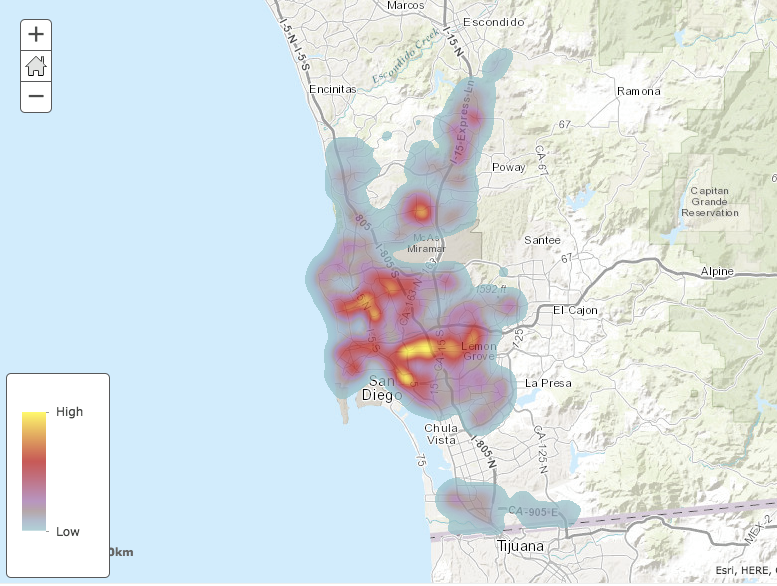 Marcos
Escondido
I-5-N-I-5-S
I-15-N
Escondido Creek
Encinitas
Ramona
I-15-Express-Ln
67
CA-67
Poway
Capitan
Grande
Reservation
805
McAs
Miramar
I-805-S
163
Santee
67
Alpine
1592 ft
CA-163-N
El Cajon
I-5-S
CA-15-S
125
Lemon
Grove
San
Diego
15
La Presa
Chula
Vista
I-805-N
CA-125-N
75
CA-905-E
Tijuana
MEX-2
High
Low
0km
Esri, HERE,